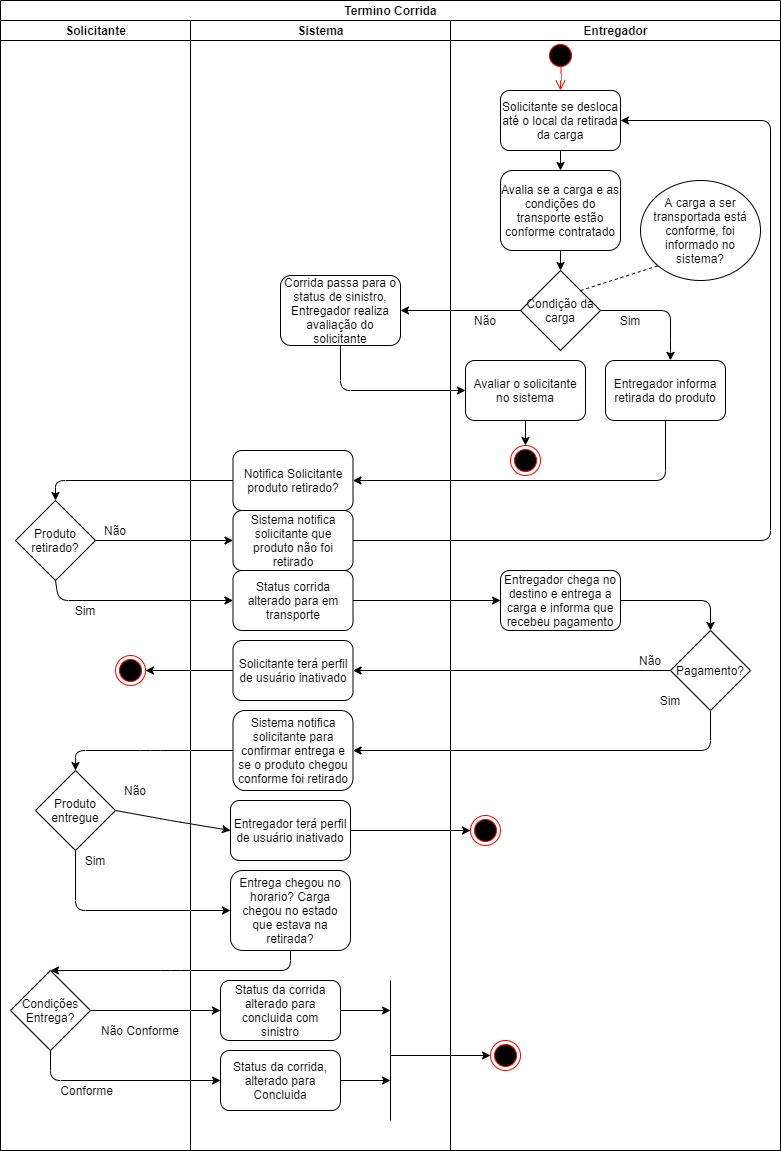 Termino Corrida
Solicitante
Sistema
Entregador
Solicitante se desloca
até o local da retirada
da carga
Avalia se a carga e as
condições do
transporte estão
conforme contratado
A carga a ser
transportada está
conforme, foi
informado no
sistema?
Condição da
carga
Não
Sim
Corrida passa para o
status de sinistro,
Entregador realiza
avaliação do
solicitante
Avaliar o solicitante
no sistema
Entregador informa
retirada do produto
Notifica Solicitante
produto retirado?
Produto
retirado?
Não
Sim
Sistema notifica
solicitante que
produto não foi
retirado
Status corrida
alterado para em
transporte
Entregador chega no
destino e entrega a
carga e informa que
recebeu pagamento
Pagamento?
Não
Sim
Solicitante terá perfil
de usuário inativado
Sistema notifica
solicitante para
confirmar entrega e
se o produto chegou
conforme foi retirado
Produto
entregue
Não
Sim
Entregador terá perfil
de usuário inativado
Entrega chegou no
horario? Carga
chegou no estado
que estava na
retirada?
Condições
Entrega?
Não Conforme
Conforme
Status da corrida
alterado para
concluida com
sinistro
Status da corrida,
alterado para
Concluida